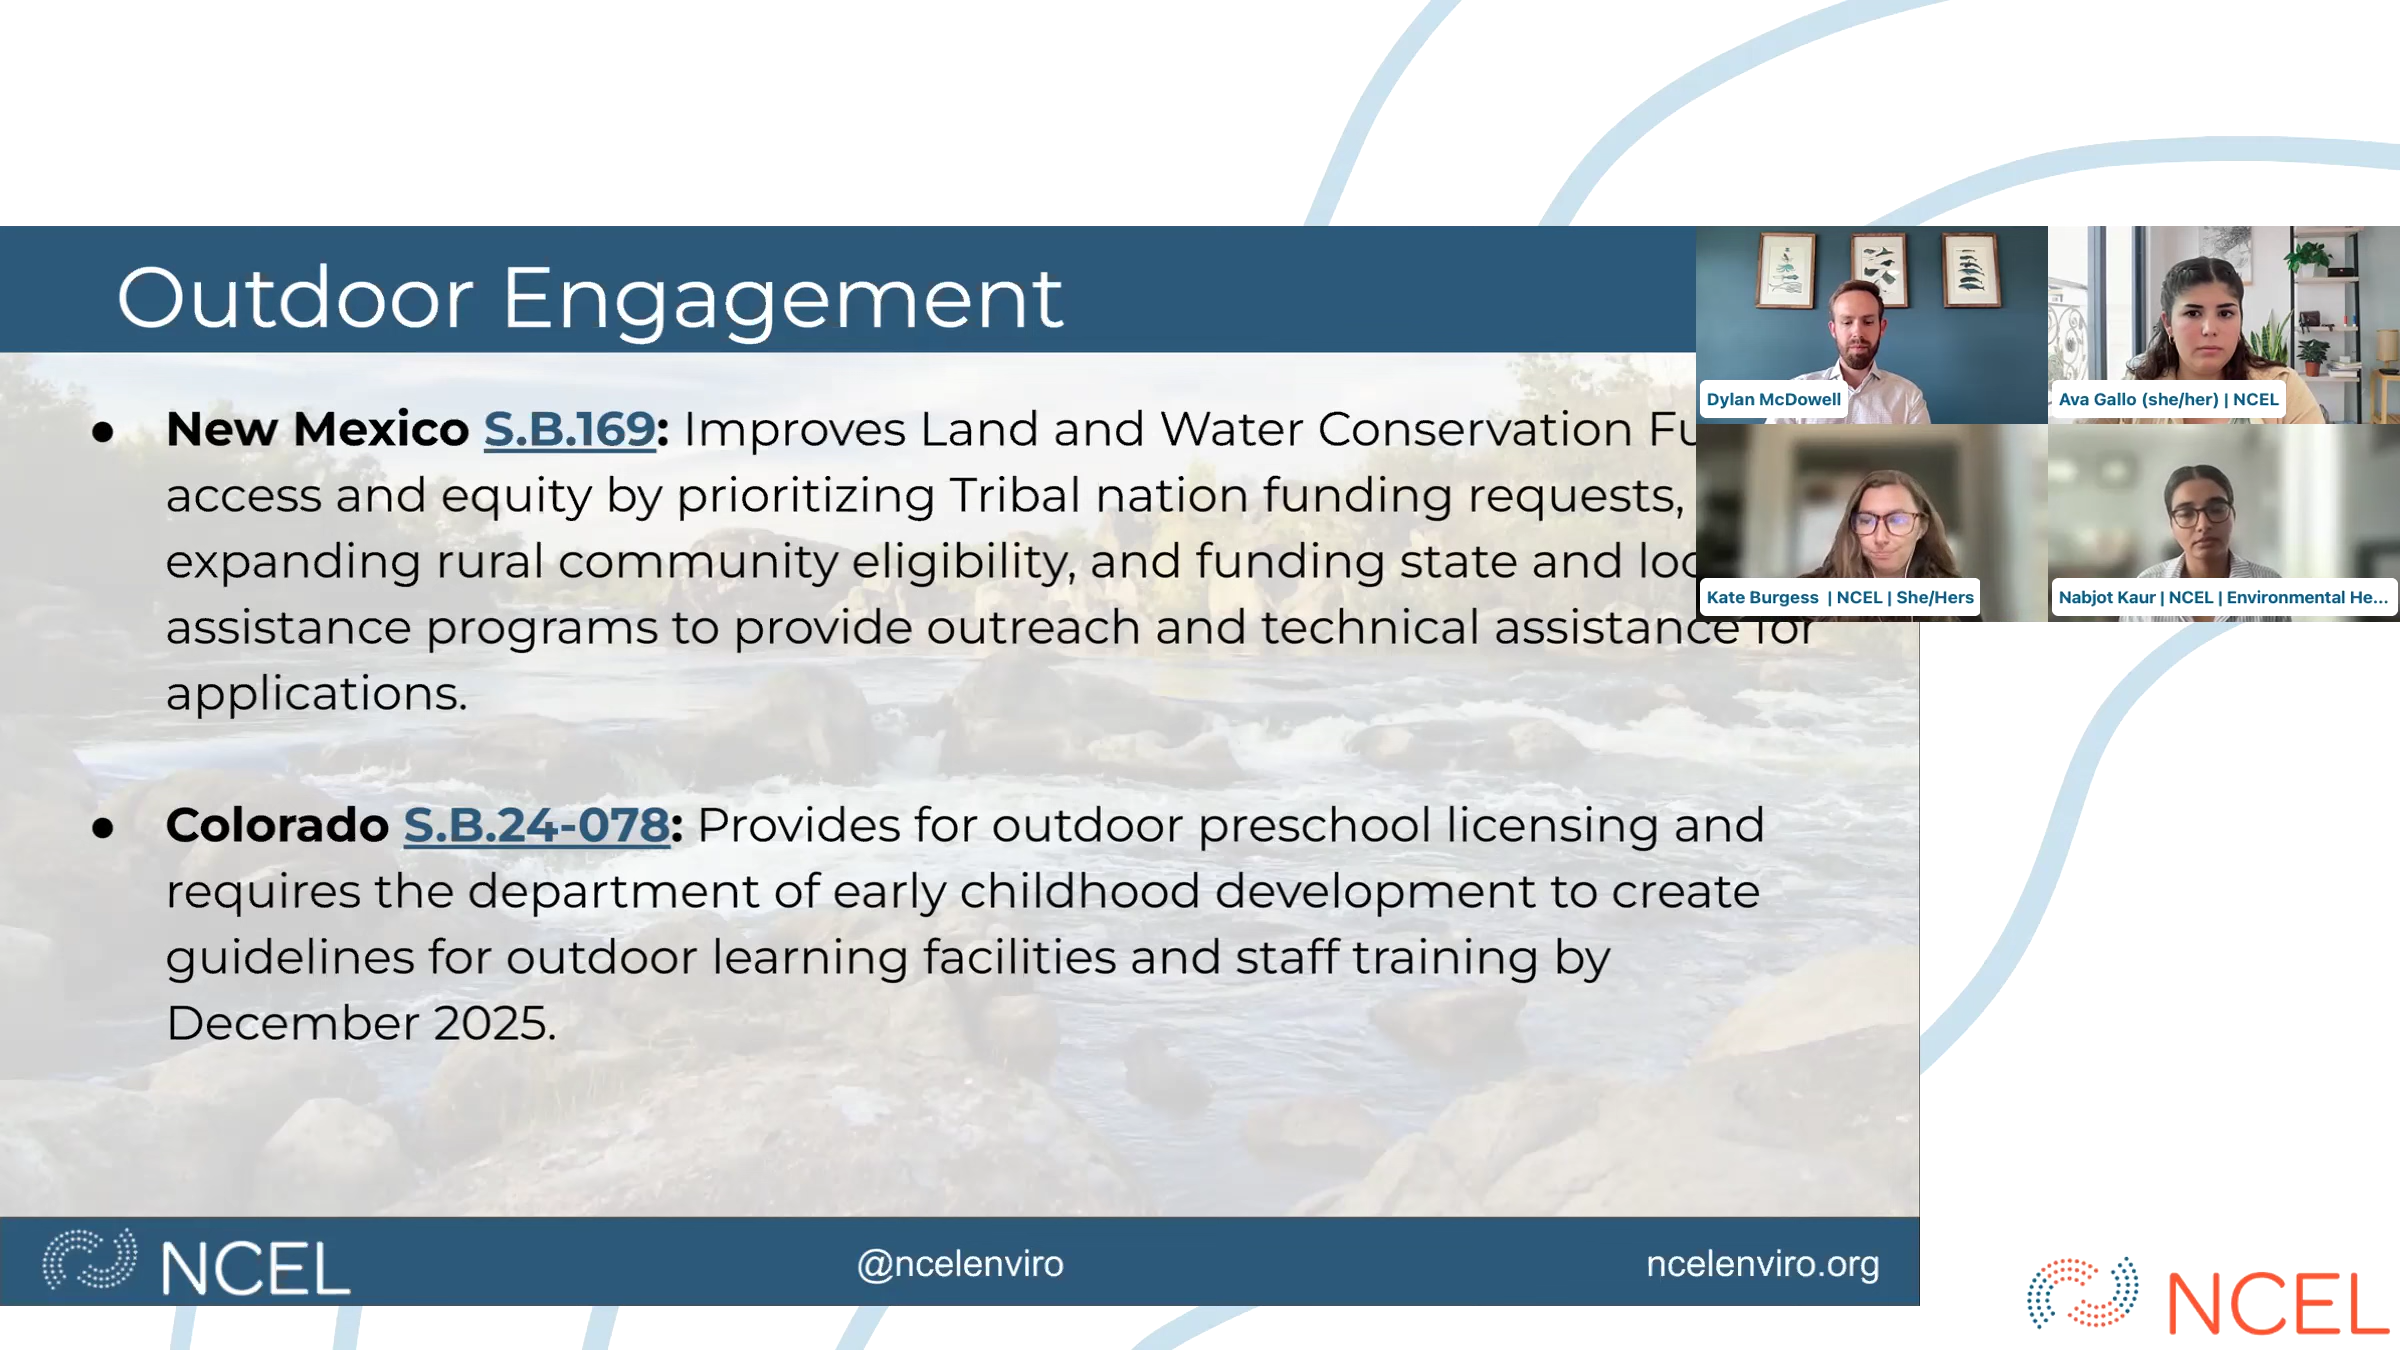 Outdoor Engagement
● New Mexico S.B.169: Improves Land and Water Conservation
access and equity by prioritizing Tribal nation funding requests,
expanding rural community eligibility, and funding state and
assistance programs to provide outreach and technical assistance for
applications.
● Colorado S.B.24-078: Provides for outdoor preschool licensing and
requires the department of early childhood development to create
guidelines for outdoor learning facilities and staff training by
December 2025.
Dylan McDowell
Ava Gallo (she/her) | NCEL
Kate Burgess | NCEL | She/Hers
Nabjot Kaur | NCEL | Environmental He...
NCEL
@ncelenviro
ncelenviro.org
NCEL